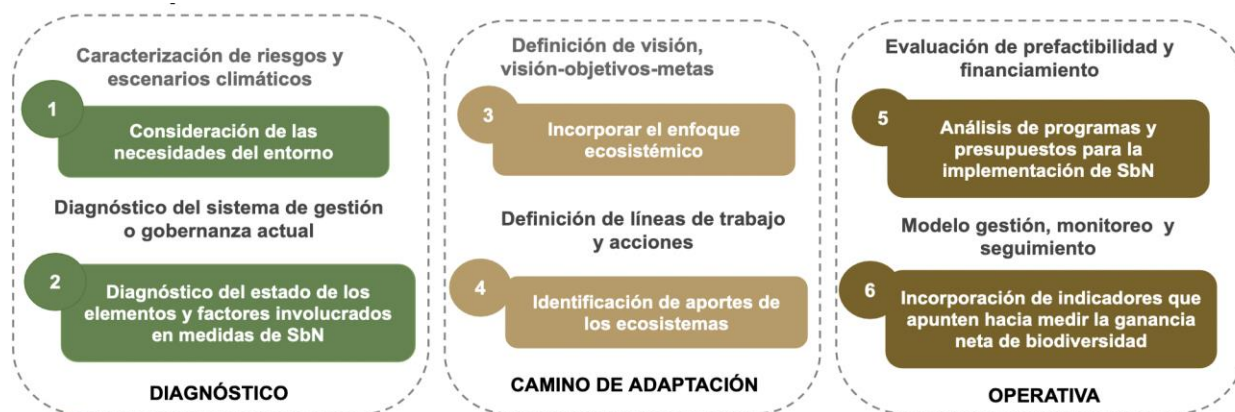 Caracterización de riesgos y
escenarios climáticos
1
Consideración de las
necesidades del entorno
Diagnóstico del sistema de gestión
o gobernanza actual
2
Diagnóstico del estado de los
elementos y factores involucrados
en medidas de SbN
DIAGNÓSTICO
Definición de visión,
visión-objetivos-metas
3
Incorporar el enfoque
ecosistémico
Definición de líneas de trabajo
y acciones
4
Identificación de aportes de
los ecosistemas
CAMINO DE ADAPTACIÓN
Evaluación de prefactibilidad y
financiamiento
5
Análisis de programas y
presupuestos para la
implementación de SbN
Modelo gestión, monitoreo y
seguimiento
6
Incorporación de indicadores que
apunten hacia medir la ganancia
neta de biodiversidad
OPERATIVA